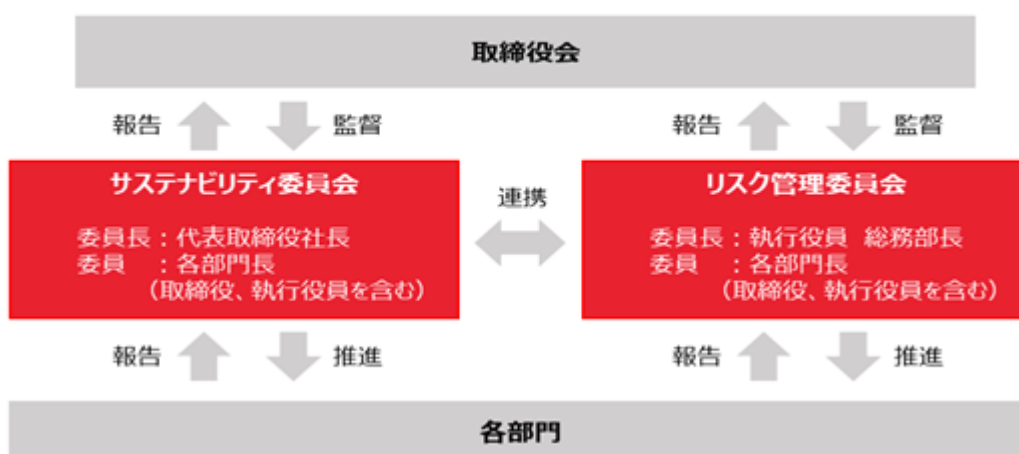 取締役会
報告 監督 報告 監督
サステナビリティ委員会
委員長：代表取締役社長
委員　：各部門長
（取締役、執行役員を含む）
連携
リスク管理委員会
委員長：執行役員 総務部長
委員　：各部門長
（取締役、執行役員を含む）
報告 推進 報告 推進
各部門